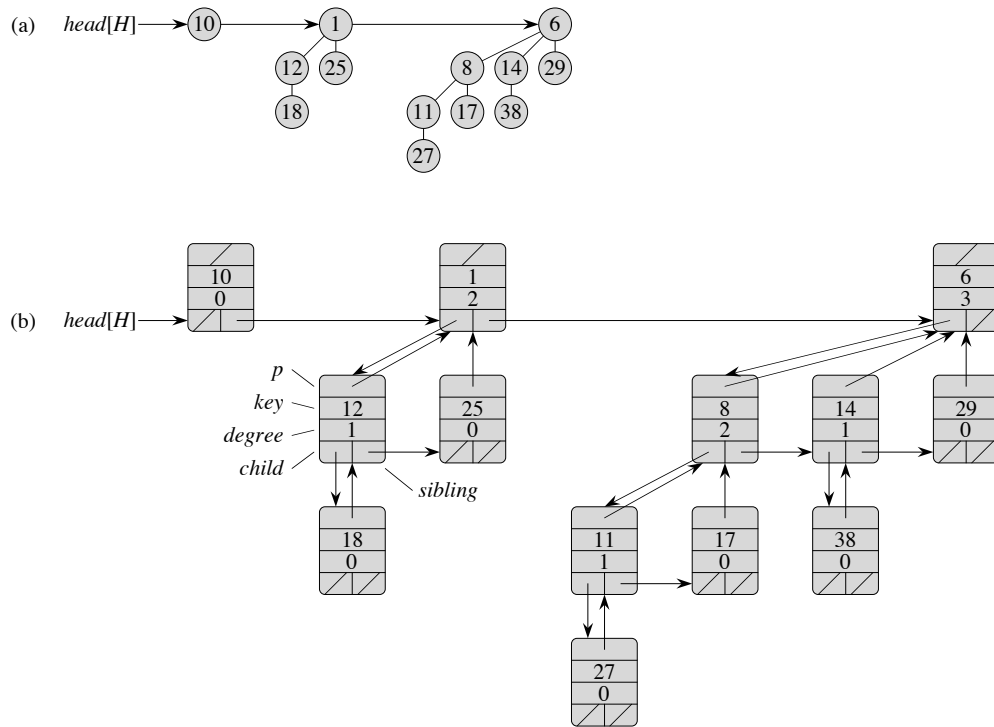 (a) head[H] 10 1 6
12 25 8 14 29
18 11 17 38
27
10 1 6
(b) head[H] 0 2 3
p
key 12 25 8 14 29
degree 1 0 2 1 0
child
sibling
18 11 17 38
0 1 0 0
27
0